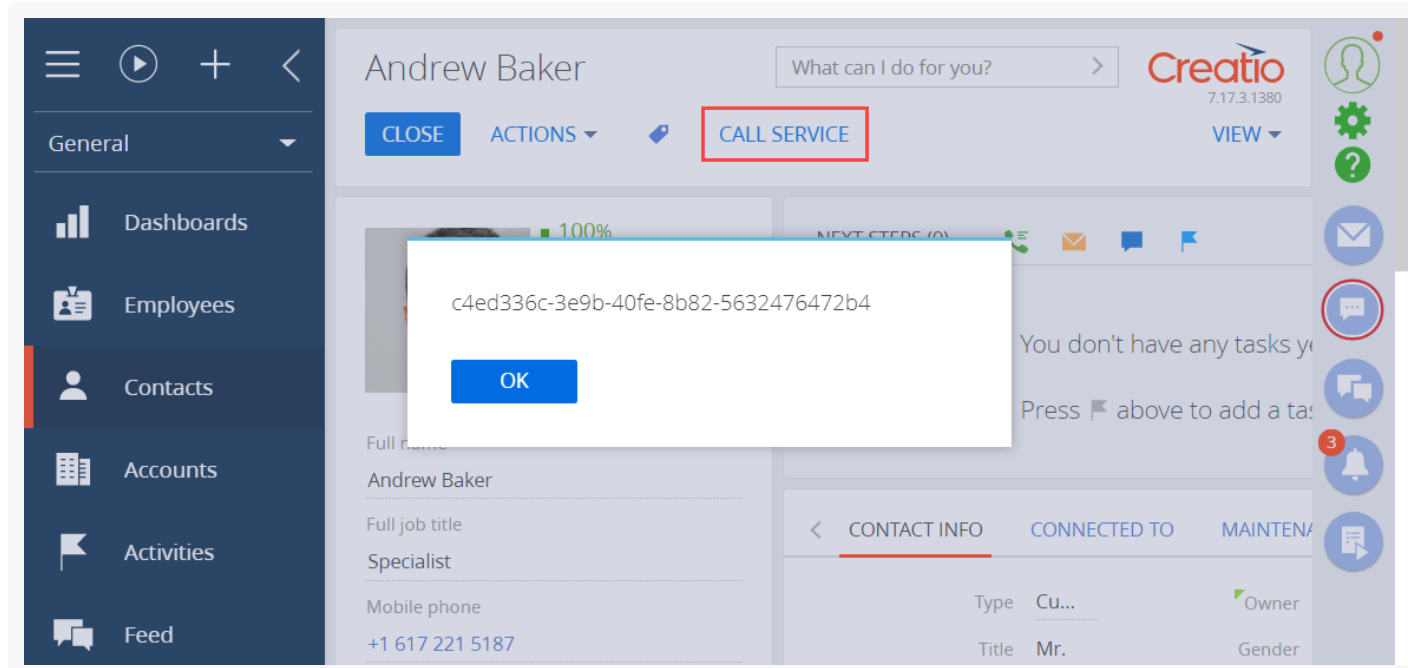 Andrew Baker
What can I do for you?
Creatio
7.17.3.1380
General
CLOSE
ACTIONS
CALL SERVICE
VIEW
Dashboards
Employees
Contacts
Accounts
Activities
Feed
100%
NEXT STEPS (0)
c4ed336c-3e9b-40fe-8b82-5632476472b4
OK
You don't have any tasks ye
Press above to add a tas
3
Full name
Andrew Baker
Full job title
Specialist
Mobile phone
+1 617 221 5187
CONTACT INFO
CONNECTED TO
MAINTENA
Type
Cu...
Owner
Title
Mr.
Gender